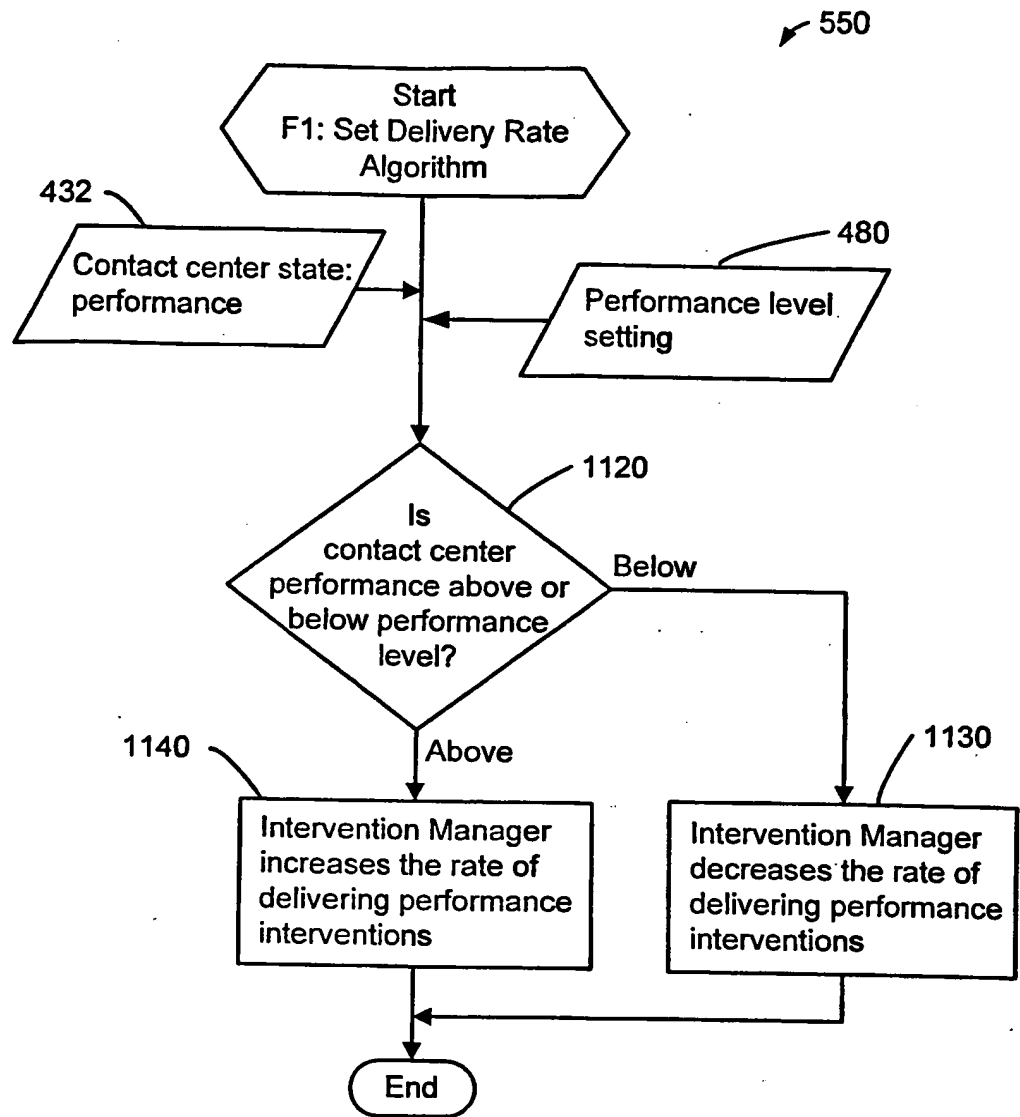 550
Start
F1: Set Delivery Rate
Algorithm
432
Contact center state:
performance
480
Performance level
setting
1120
Is
contact center
performance above or
below performance
level?
Below
Above
1140
Intervention Manager
increases the rate of
delivering performance
interventions
1130
Intervention Manager
decreases the rate of
delivering performance
interventions
End